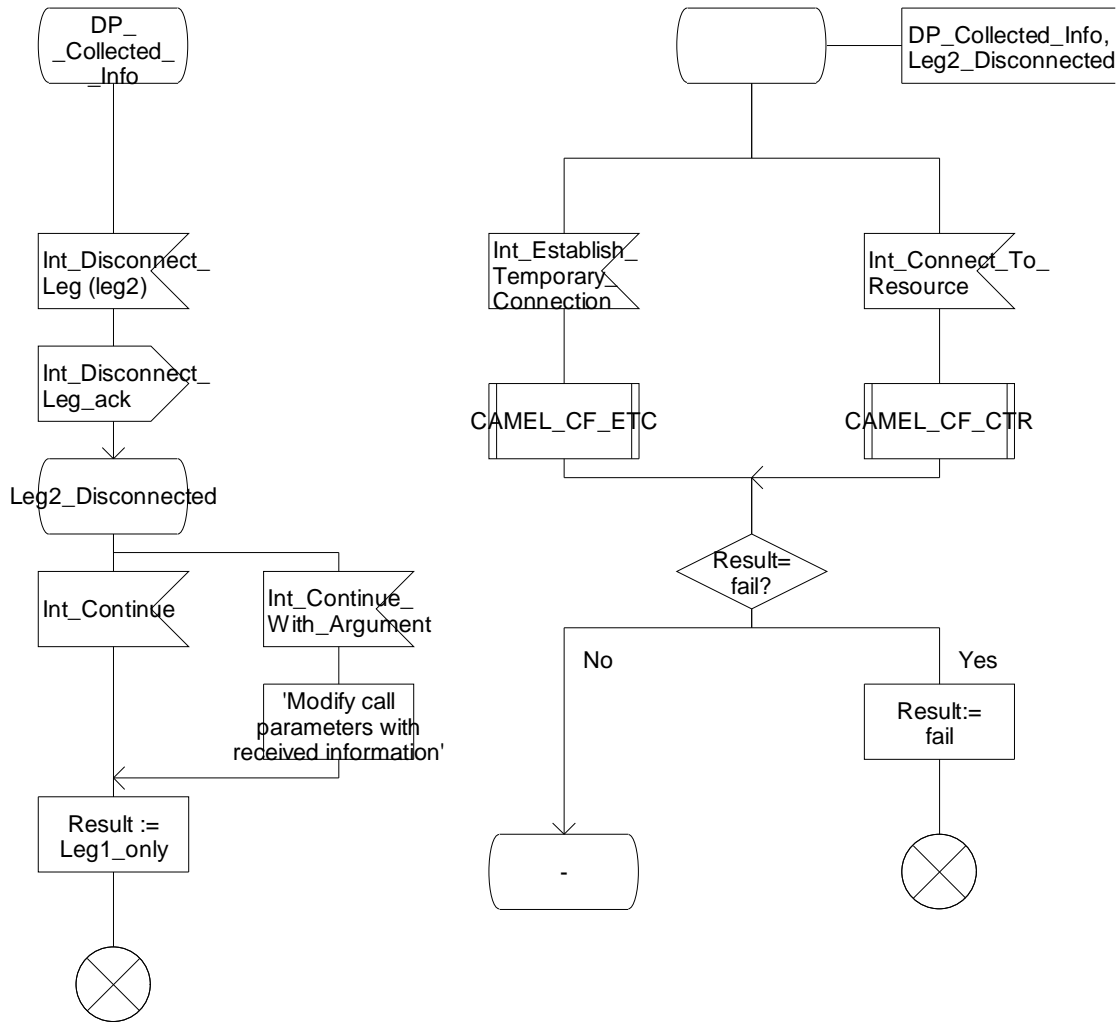 DP_
_Collected_
_Info
Int_Disconnect_
Leg (leg2)
Int_Disconnect_
Leg_ack
Leg2_Disconnected
Int_Continue
Int_Continue_
With_Argument
'Modify call
parameters with
received information'
Result :=
Leg1_only
DP_Collected_Info,
Leg2_Disconnected
Int_Establish_
Temporary_
Connection
Int_Connect_To_
Resource
CAMEL_CF_ETC
CAMEL_CF_CTR
Result=
fail?
No
Yes
Result:=
fail
-